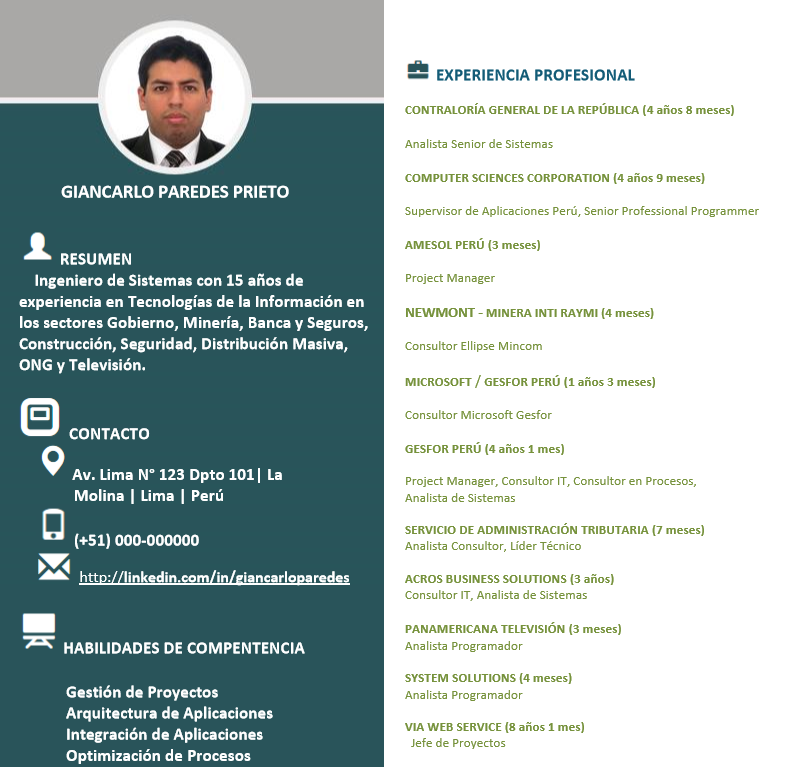 GIANCARLO PAREDES PRIETO
RESUMEN
Ingeniero de Sistemas con 15 años de
experiencia en Tecnologías de la Información en
los sectores Gobierno, Minería, Banca y Seguros,
Construcción, Seguridad, Distribución Masiva,
ONG y Televisión.
CONTACTO
Av. Lima N° 123 Dpto 101| La
Molina | Lima | Perú
(+51) 000-000000
http://linkedin.com/in/giancarloparedes
HABILIDADES DE COMPENTENCIA
Gestión de Proyectos
Arquitectura de Aplicaciones
Integración de Aplicaciones
Optimización de Procesos
EXPERIENCIA PROFESIONAL
CONTRALORÍA GENERAL DE LA REPÚBLICA (4 años 8 meses)
Analista Senior de Sistemas
COMPUTER SCIENCES CORPORATION (4 años 9 meses)
Supervisor de Aplicaciones Perú, Senior Professional Programmer
AMESOL PERÚ (3 meses)
Project Manager
NEWMONT - MINERA INTI RAYMI (4 meses)
Consultor Ellipse Mincom
MICROSOFT / GESFOR PERÚ (1 años 3 meses)
Consultor Microsoft Gesfor
GESFOR PERÚ (4 años 1 mes)
Project Manager, Consultor IT, Consultor en Procesos,
Analista de Sistemas
SERVICIO DE ADMINISTRACIÓN TRIBUTARIA (7 meses)
Analista Consultor, Líder Técnico
ACROS BUSINESS SOLUTIONS (3 años)
Consultor IT, Analista de Sistemas
PANAMERICANA TELEVISIÓN (3 meses)
Analista Programador
SYSTEM SOLUTIONS (4 meses)
Analista Programador
VIA WEB SERVICE (8 años 1 mes)
Jefe de Proyectos